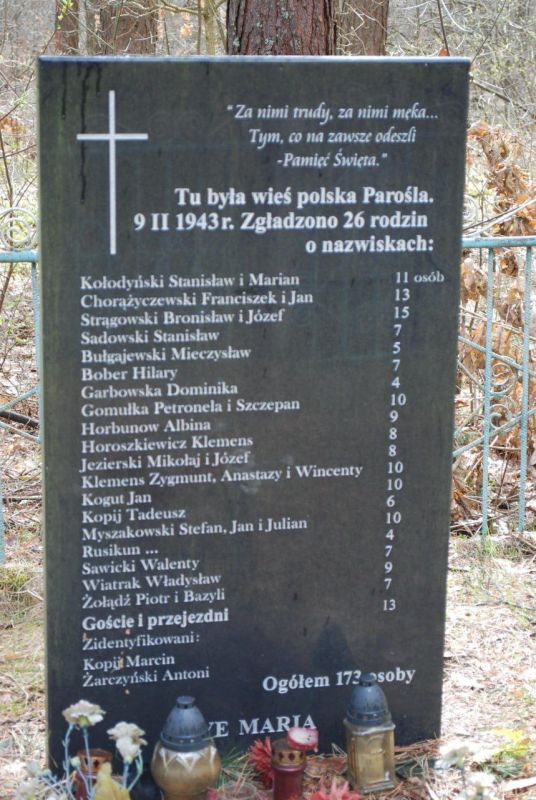 "Za nimi trudy, za nimi męka...
Tym, co na zawsze odeszli
-Pamięć Święta."
Tu była wieś polska Parośla.
9 II 1943 r. Zgładzono 26 rodzin
o nazwiskach:
Kołodyński Stanisław i Marian 11 osób
Chorążyczewski Franciszek i Jan 13
Strągowski Bronisław i Józef 15
Sadowski Stanisław 7
Bułgajewski Mieczysław 5
Bober Hilary 7
Garbowska Dominika 4
Gomułka Petronela i Szczepan 10
Horbunow Albina 9
Horoszkiewicz Klemens 8
Jezierski Mikołaj i Józef 8
Klemens Zygmunt, Anastazy i Wincenty 10
Kogut Jan 10
Kopij Tadeusz 6
Myszakowski Stefan, Jan i Julian 10
Rusikun ... 4
Sawicki Walenty 7
Wiatrak Władysław 9
Żołądź Piotr i Bazyli 7
Goście i przejezdni 13
Zidentyfikowani:
Kopij Marcin
Żarczyński Antoni
Ogółem 173 osoby
MARIA